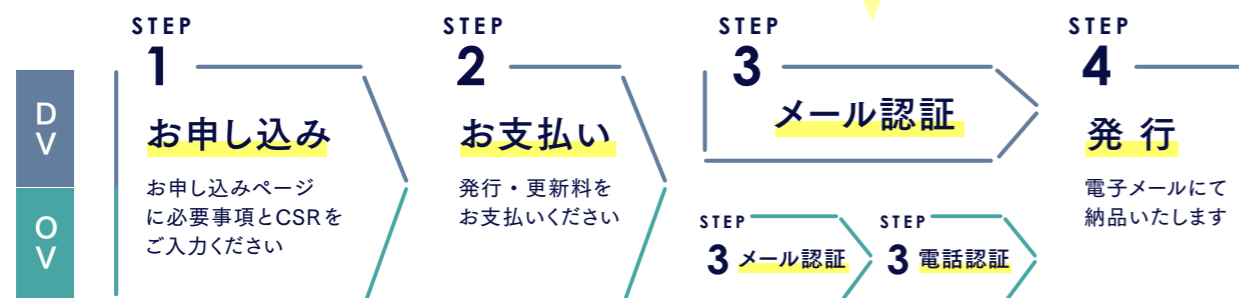 DV
OV
STEP
1
お申し込み
お申し込みページ
に必要事項とCSRを
ご入力ください
STEP
2
お支払い
発行・更新料を
お支払いください
STEP
3
メール認証
STEP
3 メール認証
STEP
3 電話認証
STEP
4
発行
電子メールにて
納品いたします